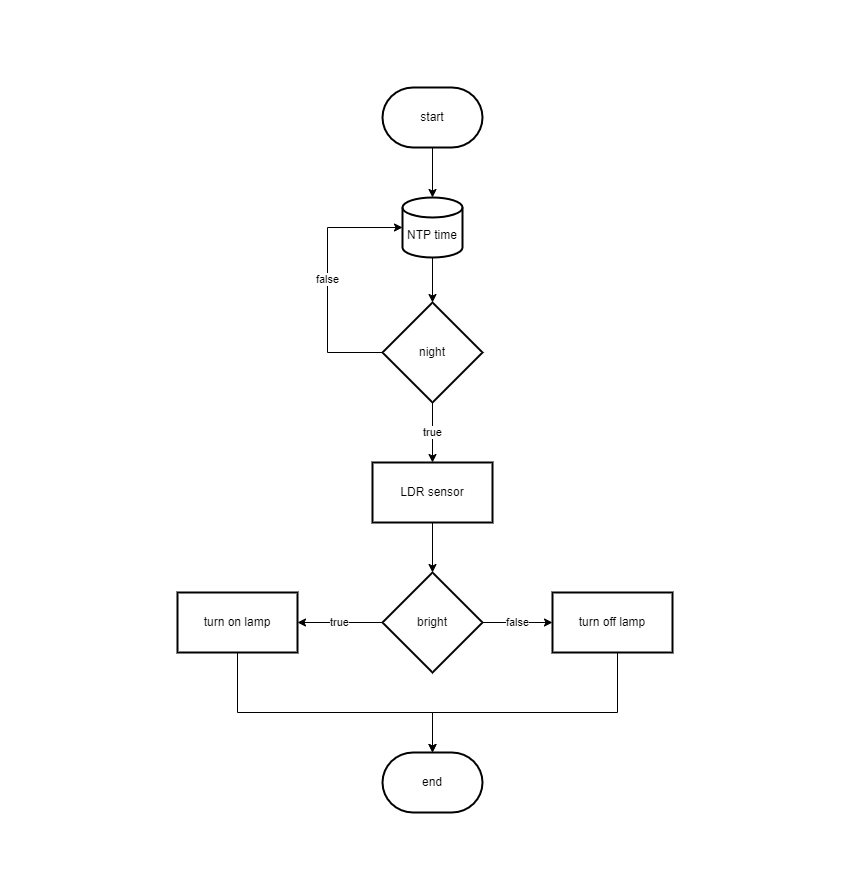 start
NTP time
false
night
true
LDR sensor
turn on lamp
true
bright
false
turn off lamp
end